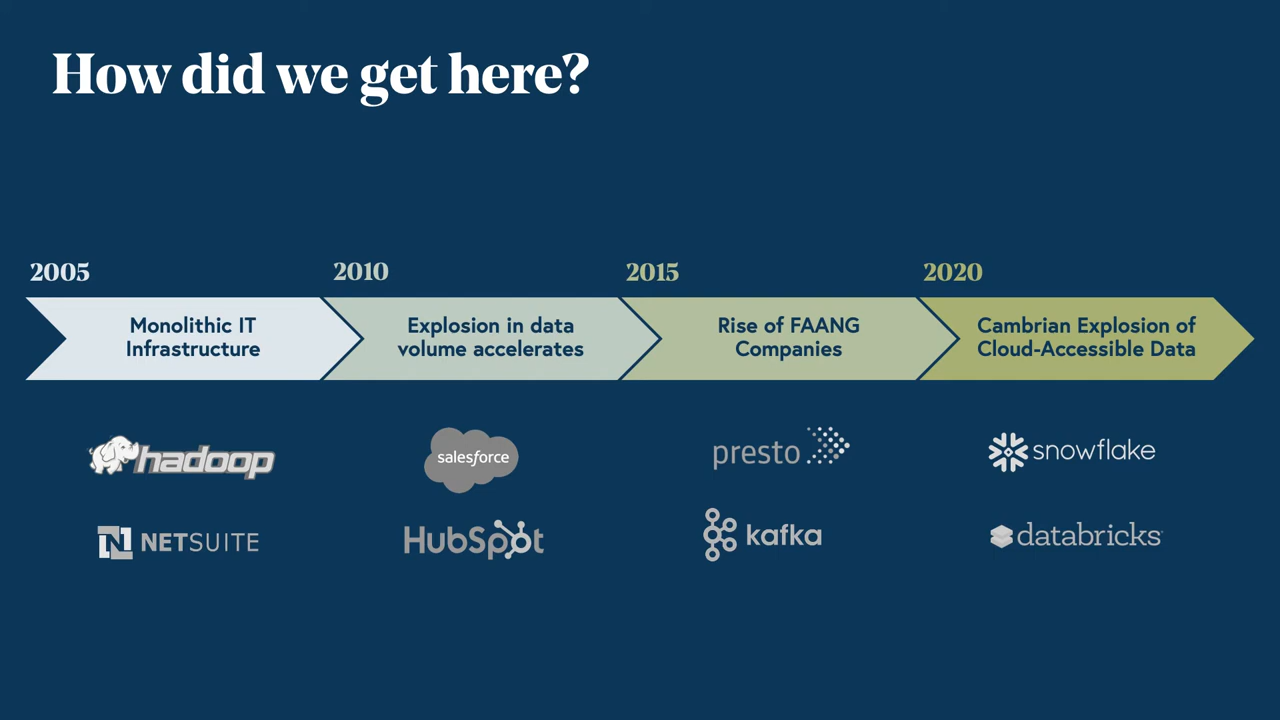 How did we get here?
2005
2010
2015
2020
Monolithic IT
Infrastructure
Explosion in data
volume accelerates
Rise of FAANG
Companies
Cambrian Explosion of
Cloud-Accessible Data
hadoop
salesforce
presto
snowflake
NETSUITE
HubSpot
kafka
databricks